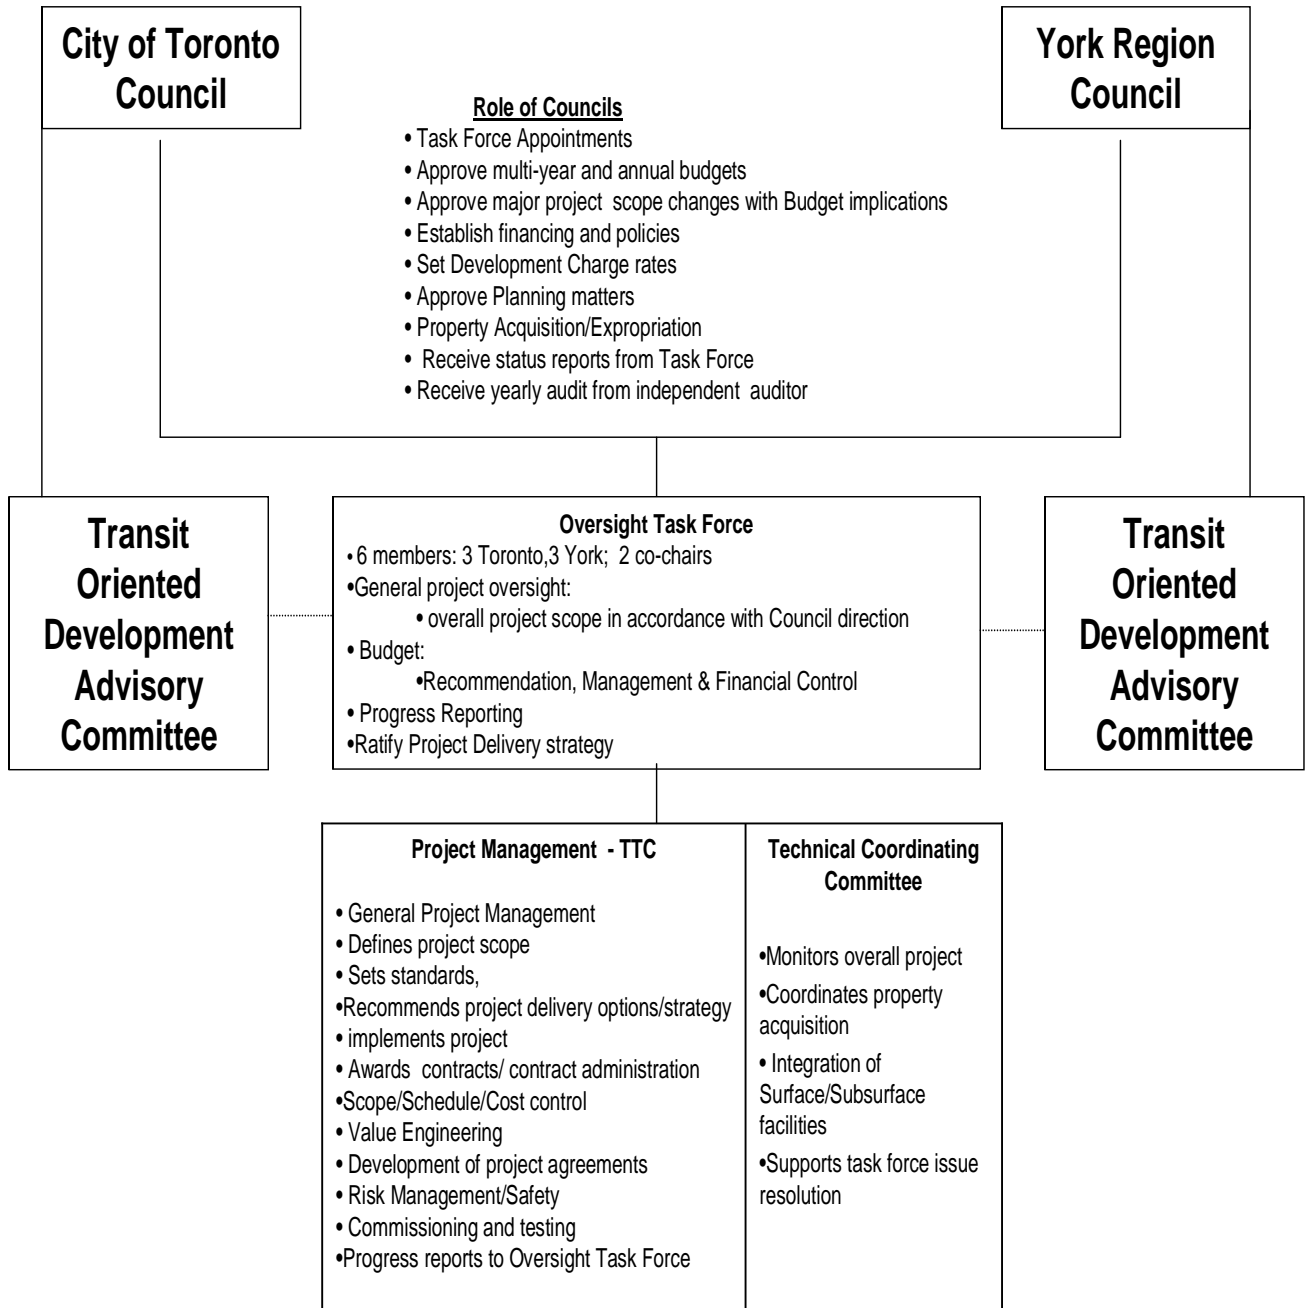 City of Toronto
Council
York Region
Council
Role of Councils
• Task Force Appointments
• Approve multi-year and annual budgets
• Approve major project scope changes with Budget implications
• Establish financing and policies
• Set Development Charge rates
• Approve Planning matters
• Property Acquisition/Expropriation
• Receive status reports from Task Force
• Receive yearly audit from independent auditor
Transit
Oriented
Development
Advisory
Committee
Oversight Task Force
• 6 members: 3 Toronto,3 York; 2 co-chairs
•General project oversight:
• overall project scope in accordance with Council direction
• Budget:
•Recommendation, Management & Financial Control
• Progress Reporting
•Ratify Project Delivery strategy
Transit
Oriented
Development
Advisory
Committee
Project Management - TTC
• General Project Management
• Defines project scope
• Sets standards,
•Recommends project delivery options/strategy
• implements project
• Awards contracts/ contract administration
•Scope/Schedule/Cost control
• Value Engineering
• Development of project agreements
• Risk Management/Safety
• Commissioning and testing
•Progress reports to Oversight Task Force
Technical Coordinating
Committee
•Monitors overall project
•Coordinates property
acquisition
• Integration of
Surface/Subsurface
facilities
•Supports task force issue
resolution